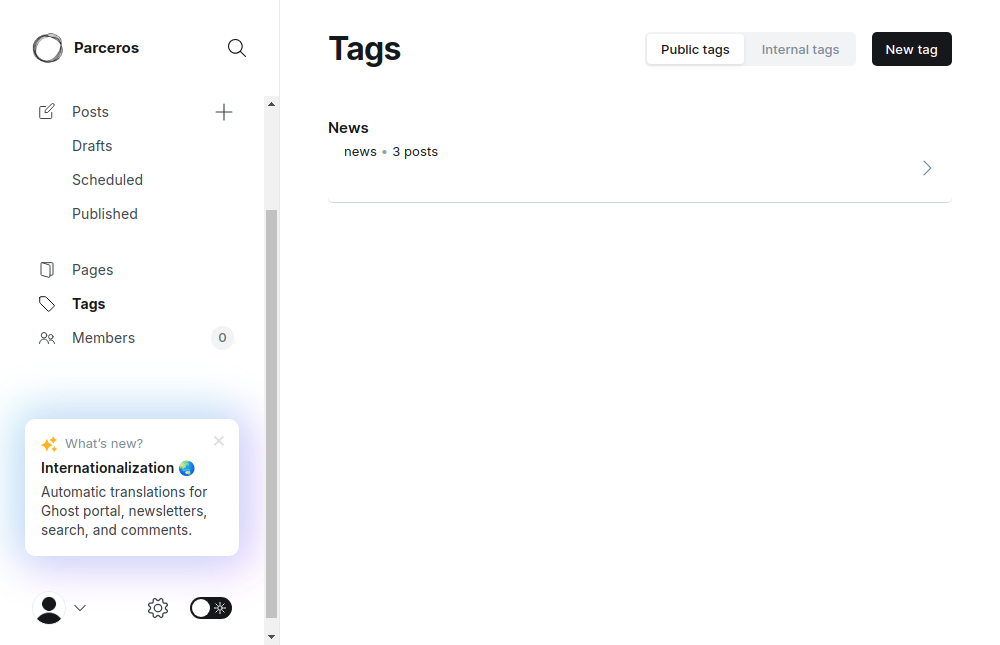 Parceros
Posts
Drafts
Scheduled
Published
Pages
Tags
Members
0
What's new?
Internationalization 🌏
Automatic translations for
Ghost portal, newsletters,
search, and comments.
Tags
Public tags
Internal tags
New tag
News
news • 3 posts